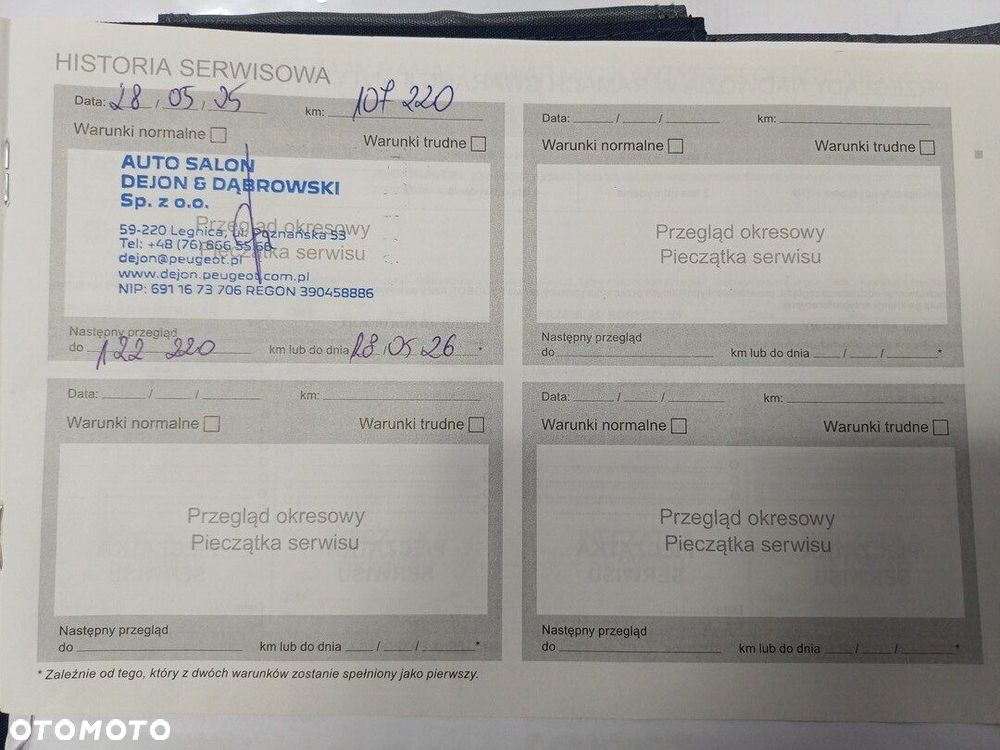 HISTORIA SERWISOWA
Data: 28, 05, 25 km: 107 220
Warunki normalne Warunki trudne
AUTO SALON
DEJON & DĄBROWSKI
Sp. z o.o.
Przegląd okresowy
59-220 Legnica, ul. Poznańska 53
Tel: +48 (76) 866 55 68
Pieczątka serwisu
dejon@peugeot.pl
www.dejon.peugeot.com.pl
NIP: 691 16 73 706 REGON 390458886
Następny przegląd
do 122 220 km lub do dnia 28.05.26 *
Data: / / km:
Warunki normalne Warunki trudne
Przegląd okresowy
Pieczątka serwisu
Następny przegląd
do km lub do dnia / / *
Data: / / km:
Warunki normalne Warunki trudne
Przegląd okresowy
Pieczątka serwisu
Następny przegląd
do km lub do dnia / / *
Data: / / km:
Warunki normalne Warunki trudne
Przegląd okresowy
Pieczątka serwisu
Następny przegląd
do km lub do dnia / / *
* Zależnie od tego, który z dwóch warunków zostanie spełniony jako pierwszy.
OTOMOTO